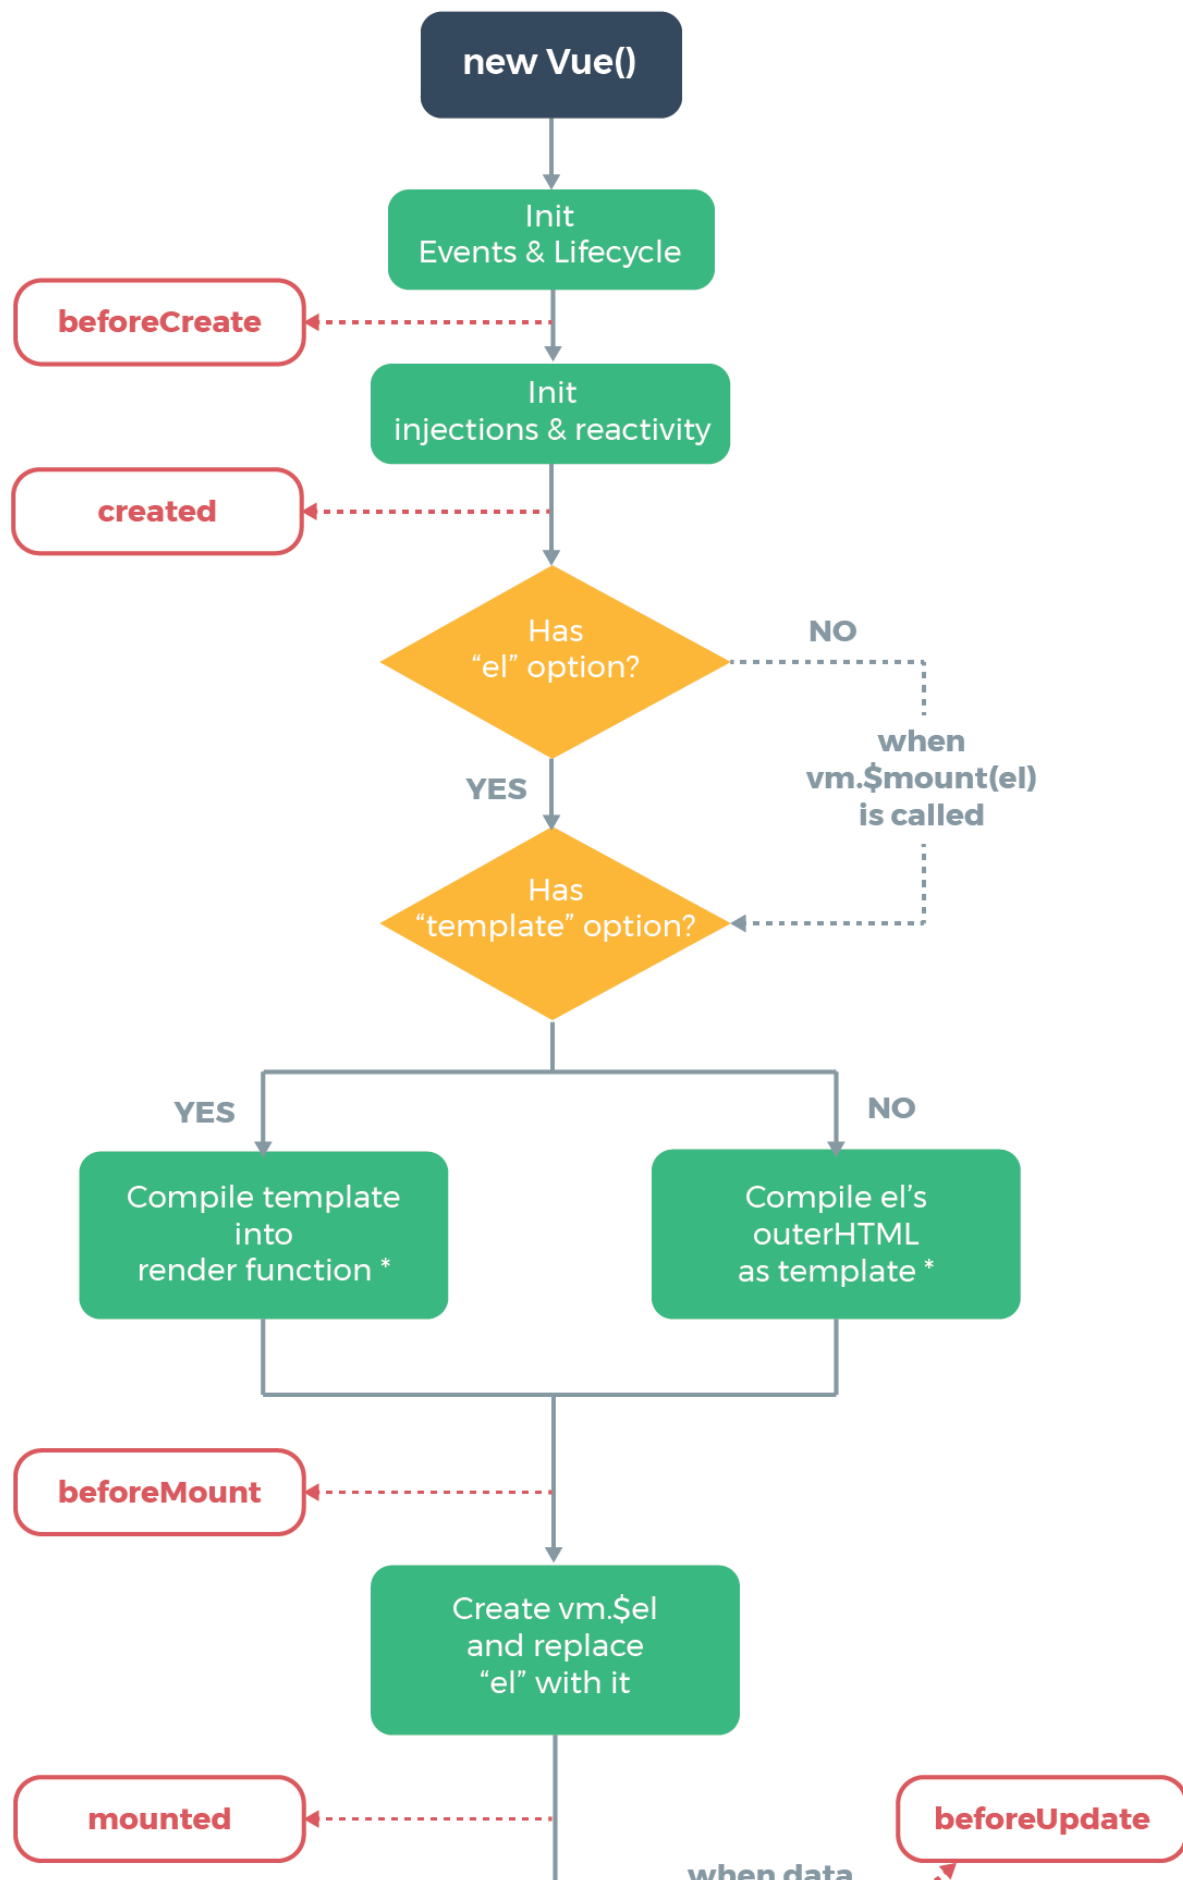 new Vue()
Init
Events & Lifecycle
beforeCreate
Init
injections & reactivity
created
Has
“el” option?
NO
when
vm.$mount(el)
is called
YES
Has
“template” option?
YES
NO
Compile template
into
render function *
Compile el’s
outerHTML
as template *
beforeMount
Create vm.$el
and replace
“el” with it
mounted
beforeUpdate
when data